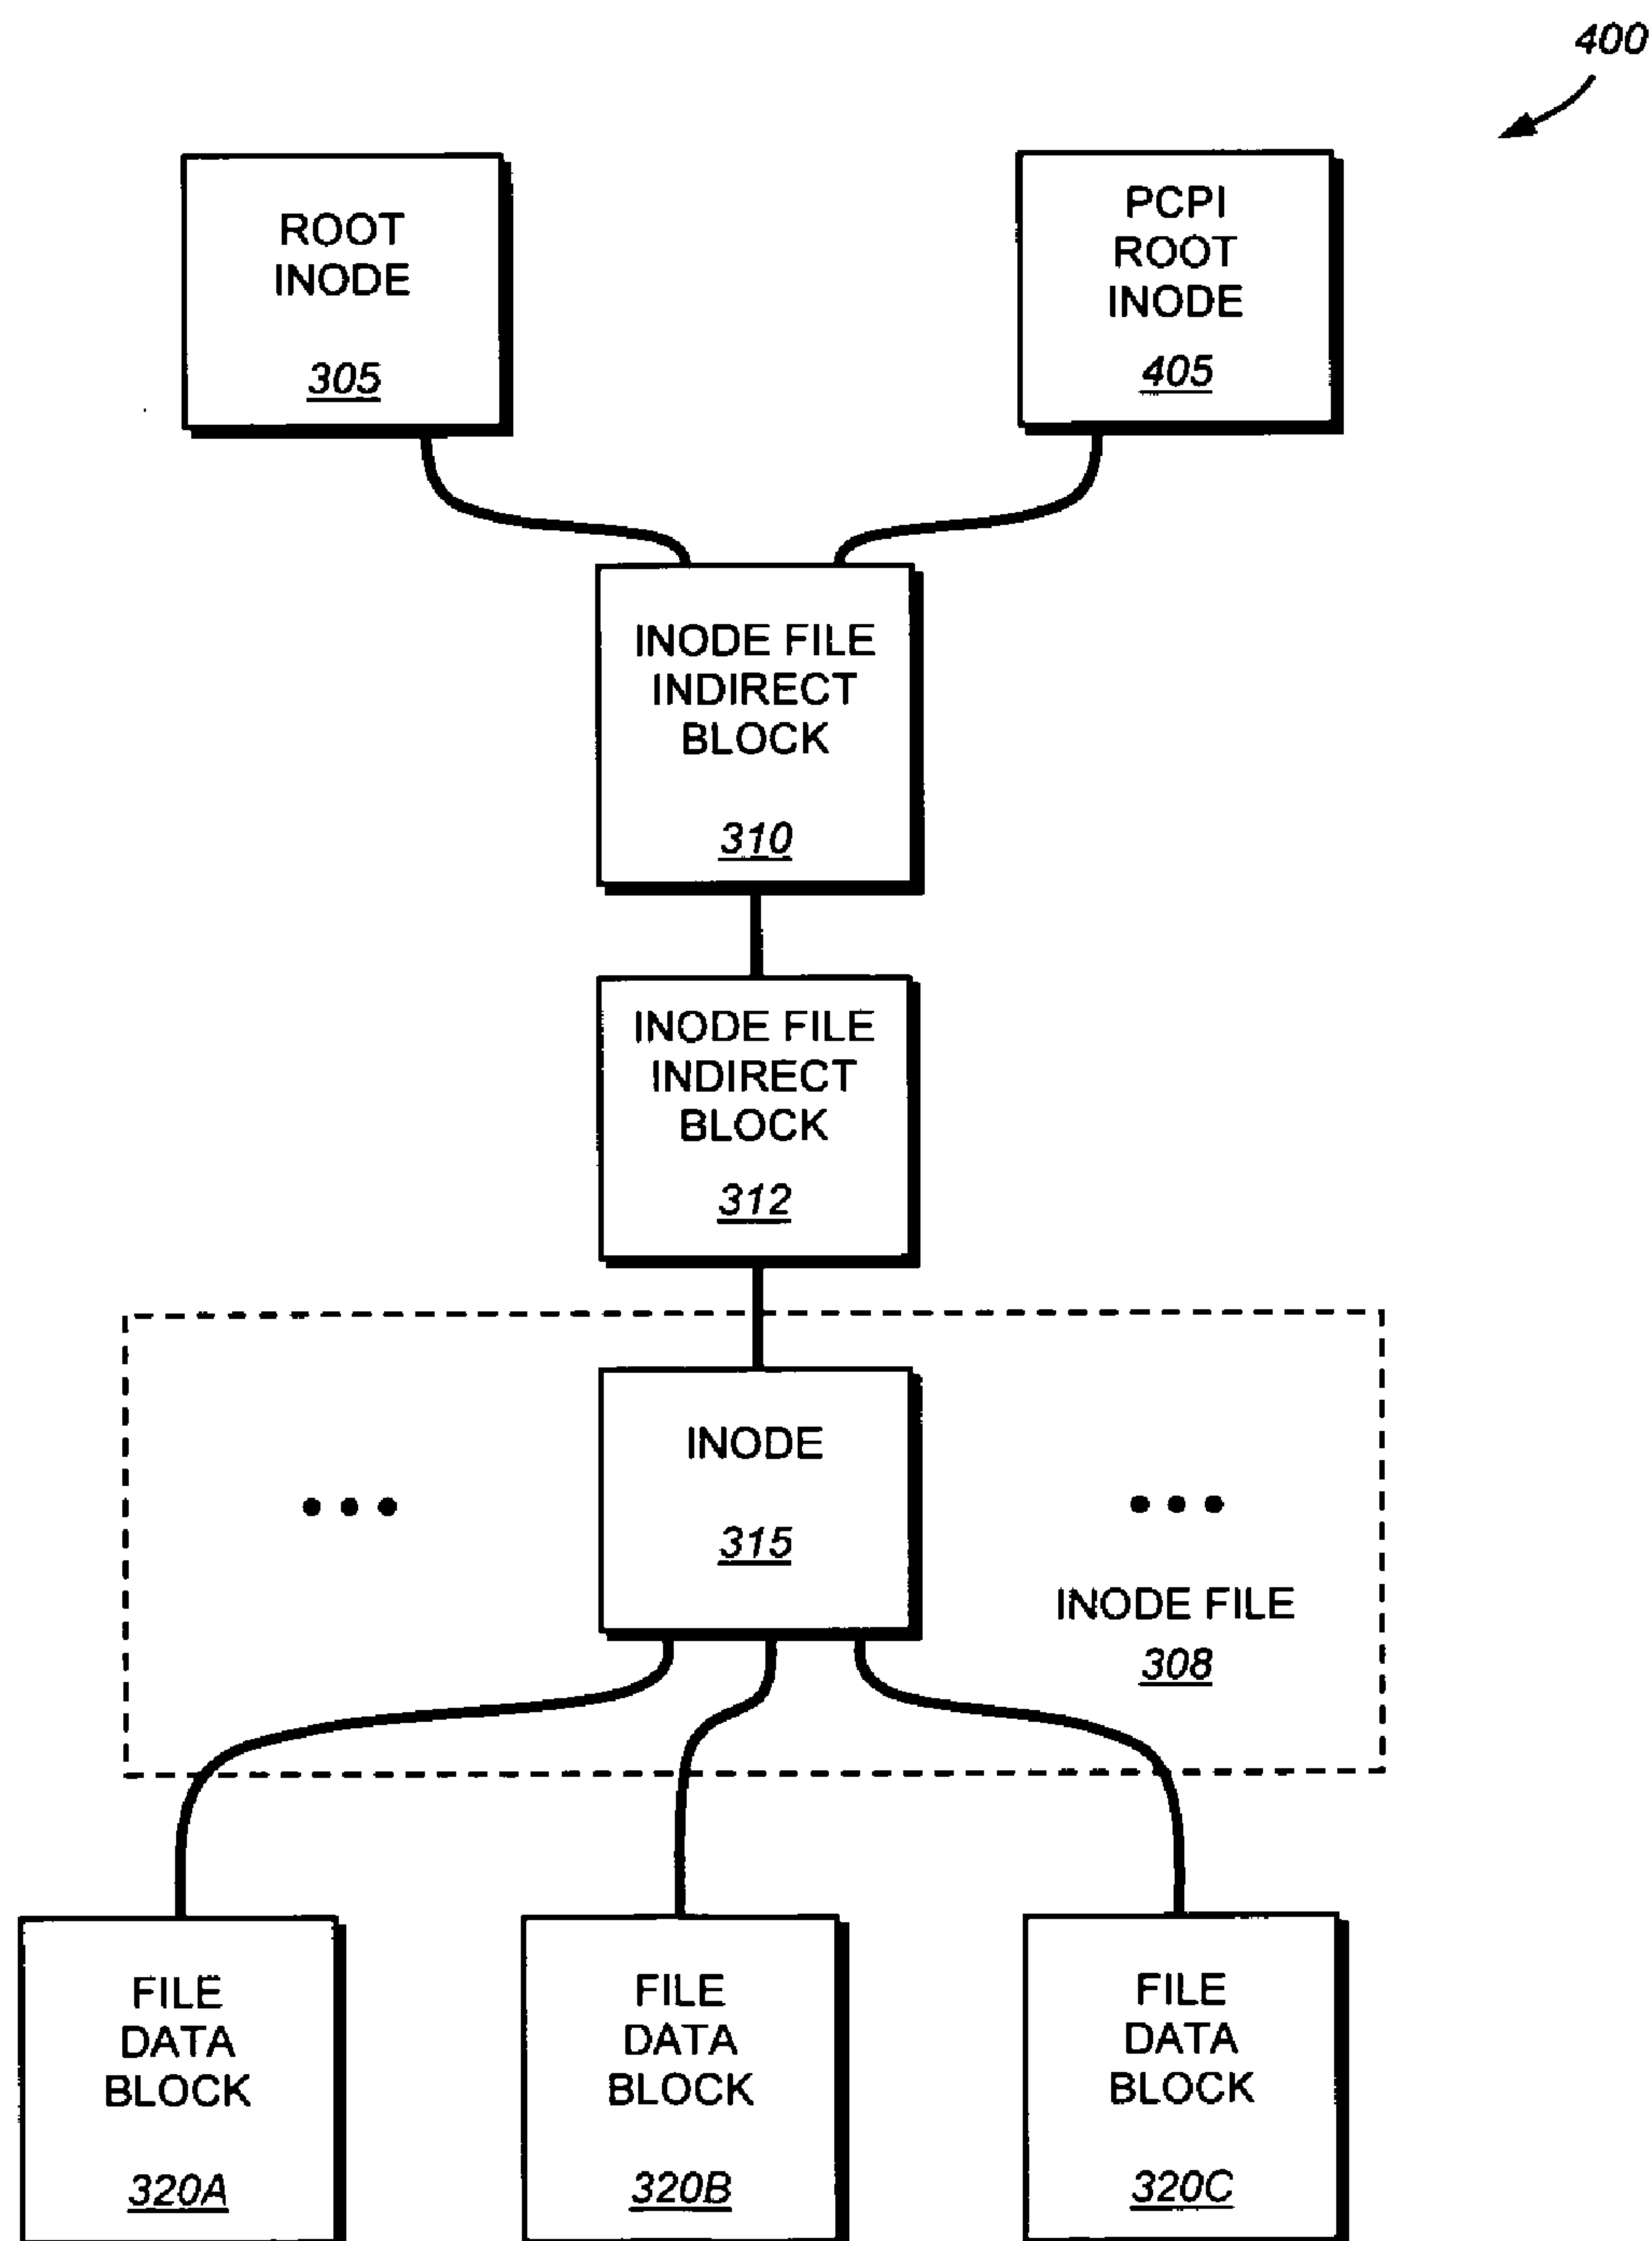 400
ROOT
INODE
305
PCPI
ROOT
INODE
405
INODE FILE
INDIRECT
BLOCK
310
INODE FILE
INDIRECT
BLOCK
312
INODE
315
INODE FILE
308
FILE
DATA
BLOCK
320A
FILE
DATA
BLOCK
320B
FILE
DATA
BLOCK
320C